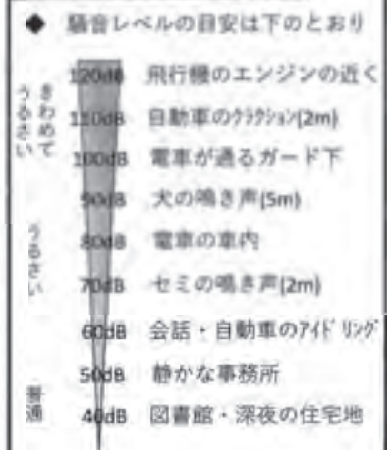 ◆ 騒音レベルの目安は下のとおり
きわめて
うるさい
120dB 飛行機のエンジンの近く
110dB 自動車のｸﾗｸｼｮﾝ(2m)
100dB 電車が通るガード下
90dB 犬の鳴き声(5m)
うるさい
80dB 電車の車内
70dB セミの鳴き声(2m)
60dB 会話・自動車のｱｲﾄﾞﾘﾝｸﾞ
普通
50dB 静かな事務所
40dB 図書館・深夜の住宅地